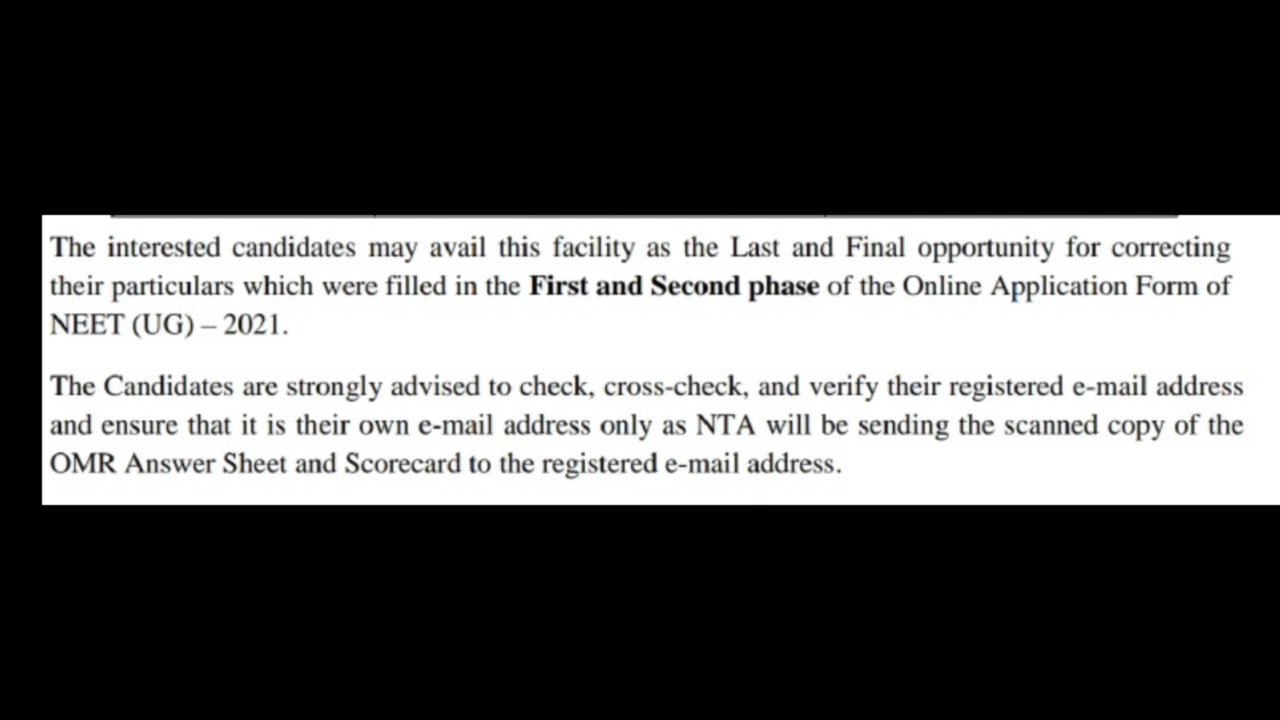 The interested candidates may avail this facility as the Last and Final opportunity for correcting
their particulars which were filled in the First and Second phase of the Online Application Form of
NEET (UG) – 2021.
The Candidates are strongly advised to check, cross-check, and verify their registered e-mail address
and ensure that it is their own e-mail address only as NTA will be sending the scanned copy of the
OMR Answer Sheet and Scorecard to the registered e-mail address.